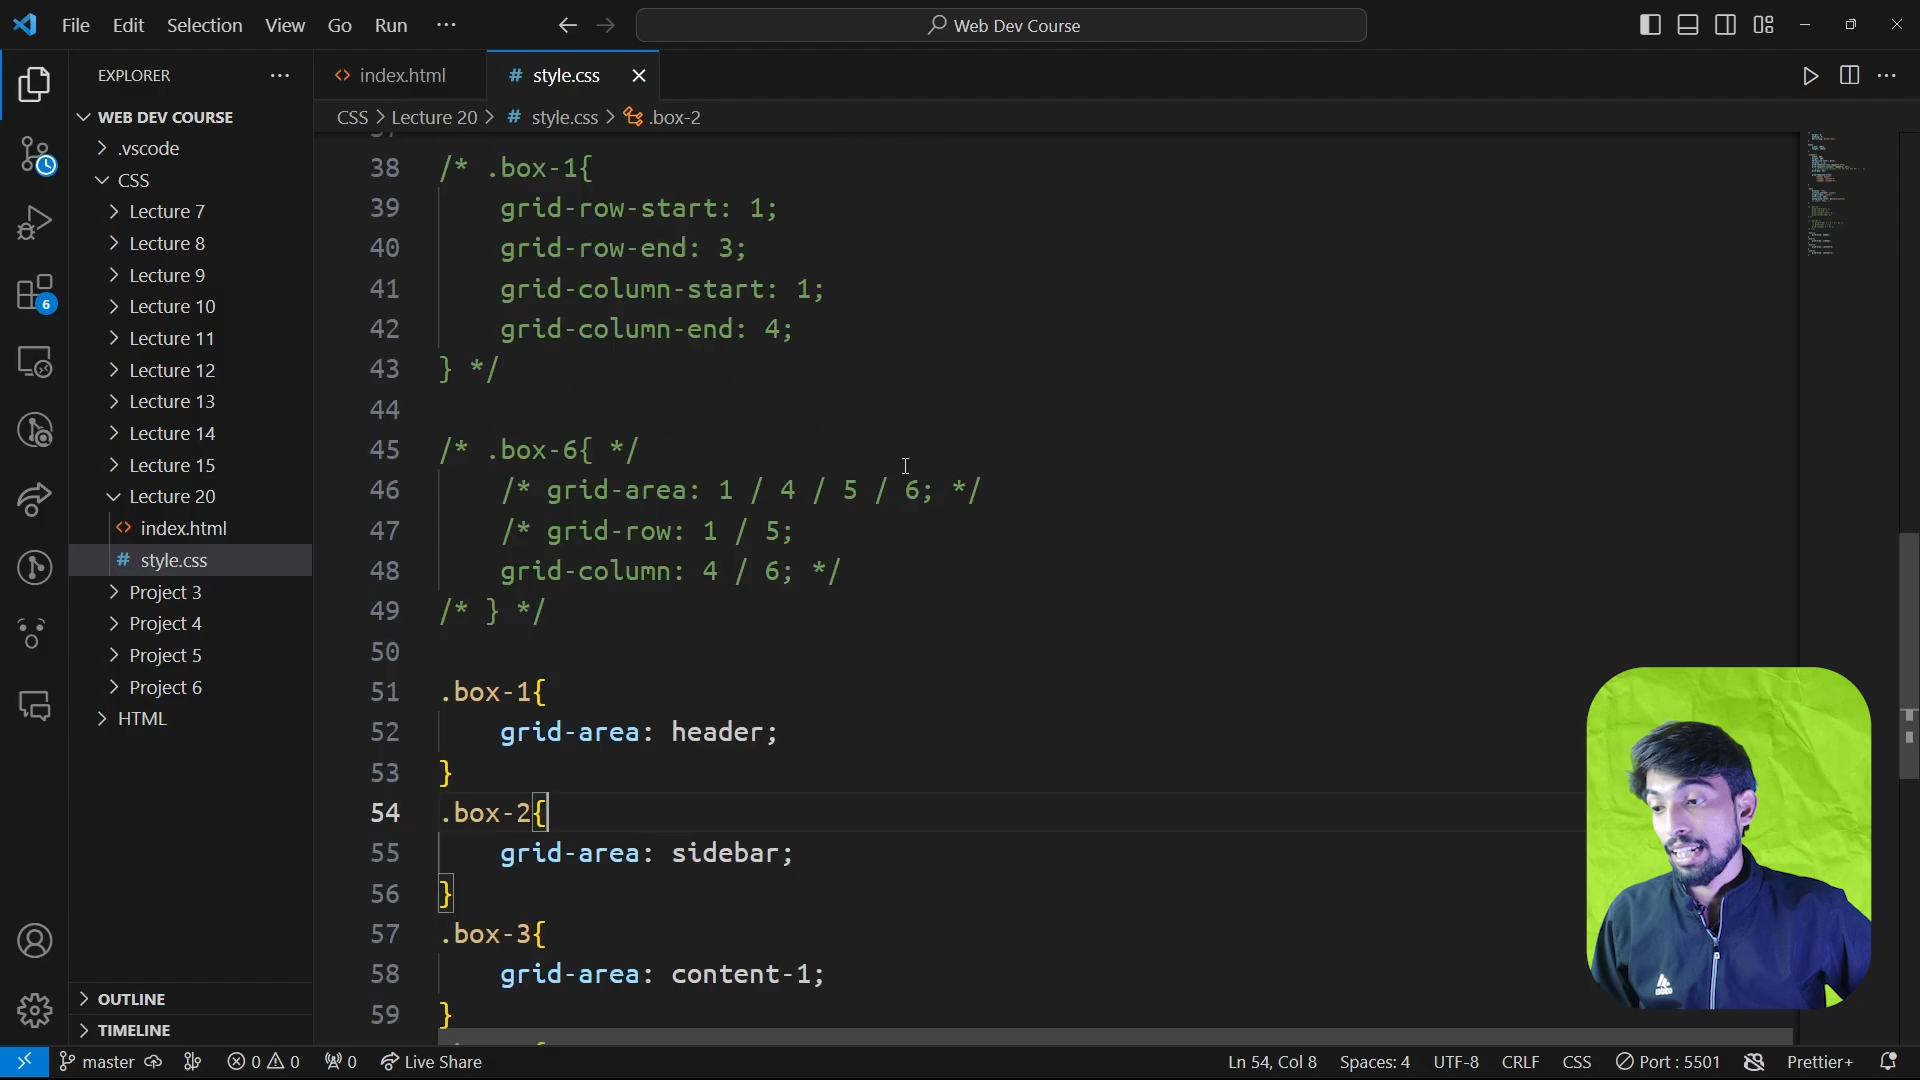 File Edit Selection View Go Run ···
Web Dev Course
EXPLORER
WEB DEV COURSE
.vscode
CSS
Lecture 7
Lecture 8
Lecture 9
Lecture 10
Lecture 11
Lecture 12
Lecture 13
Lecture 14
Lecture 15
Lecture 20
index.html
style.css
Project 3
Project 4
Project 5
Project 6
HTML
OUTLINE
TIMELINE
6
index.html
# style.css
CSS > Lecture 20 > # style.css > .box-2
38 /* .box-1{
39 grid-row-start: 1;
40 grid-row-end: 3;
41 grid-column-start: 1;
42 grid-column-end: 4;
43 } */
44
45 /* .box-6{ */
46 /* grid-area: 1 / 4 / 5 / 6; */
47 /* grid-row: 1 / 5;
48 grid-column: 4 / 6; */
49 /* } */
50
51 .box-1{
52 grid-area: header;
53 }
54 .box-2{
55 grid-area: sidebar;
56 }
57 .box-3{
58 grid-area: content-1;
59 }
master 0 0 0 Live Share
Ln 54, Col 8 Spaces: 4 UTF-8 CRLF CSS Port : 5501 Prettier+